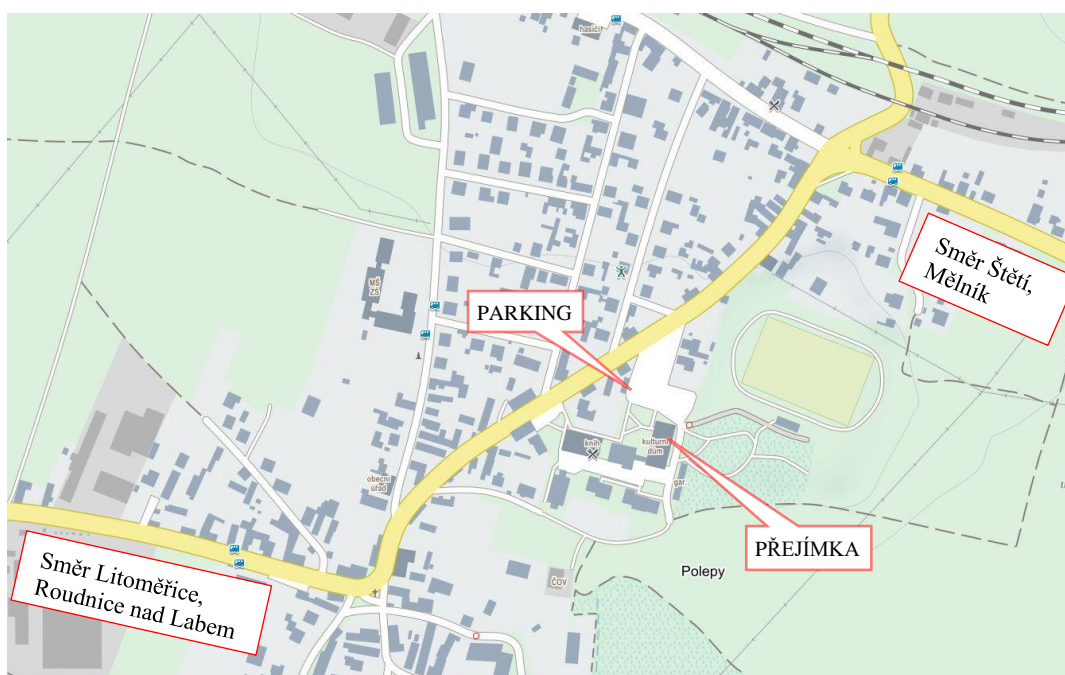 hasiči
Směr Štětí,
Mělník
MŠ
ZŠ
PARKING
knih.
kulturní
dům
obecní
úřad
gar.
PŘEJÍMKA
Směr Litoměřice,
Roudnice nad Labem
ČOV
Polepy